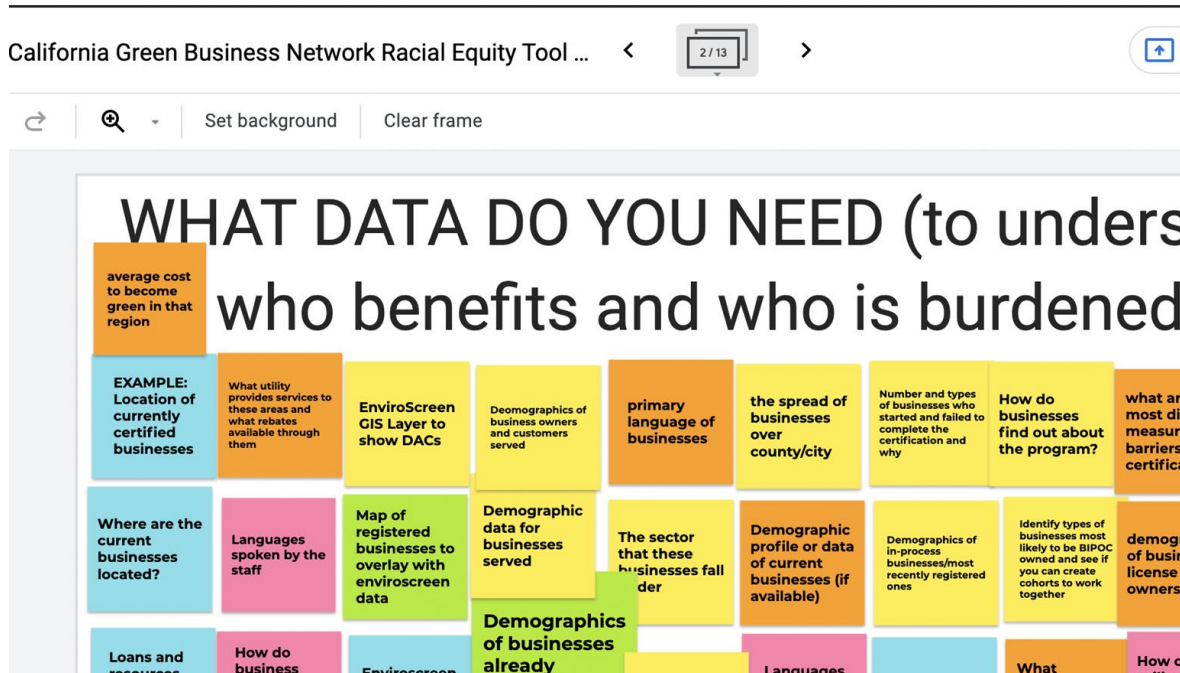 California Green Business Network Racial Equity Tool ...
2 / 13
Set background
Clear frame
WHAT DATA DO YOU NEED (to unders
who benefits and who is burdened
average cost
to become
green in that
region
EXAMPLE:
Location of
currently
certified
businesses
What utility
provides services to
these areas and
what rebates
available through
them
EnviroScreen
GIS Layer to
show DACs
Deomographics of
business owners
and customers
served
primary
language of
businesses
the spread of
businesses
over
county/city
Number and types
of businesses who
started and failed to
complete the
certification and
why
How do
businesses
find out about
the program?
what ar
most di
measur
barriers
certifica
Where are the
current
businesses
located?
Languages
spoken by the
staff
Map of
registered
businesses to
overlay with
enviroscreen
data
Demographic
data for
businesses
served
The sector
that these
businesses fall
der
Demographic
profile or data
of current
businesses (if
available)
Demographics of
in-process
businesses/most
recently registered
ones
Identify types of
businesses most
likely to be BIPOC
owned and see if
you can create
cohorts to work
together
demogr
of busin
license
owners
Loans and
resources
How do
business
Enviroscreen
Demographics
of businesses
already
Languages
What
How c